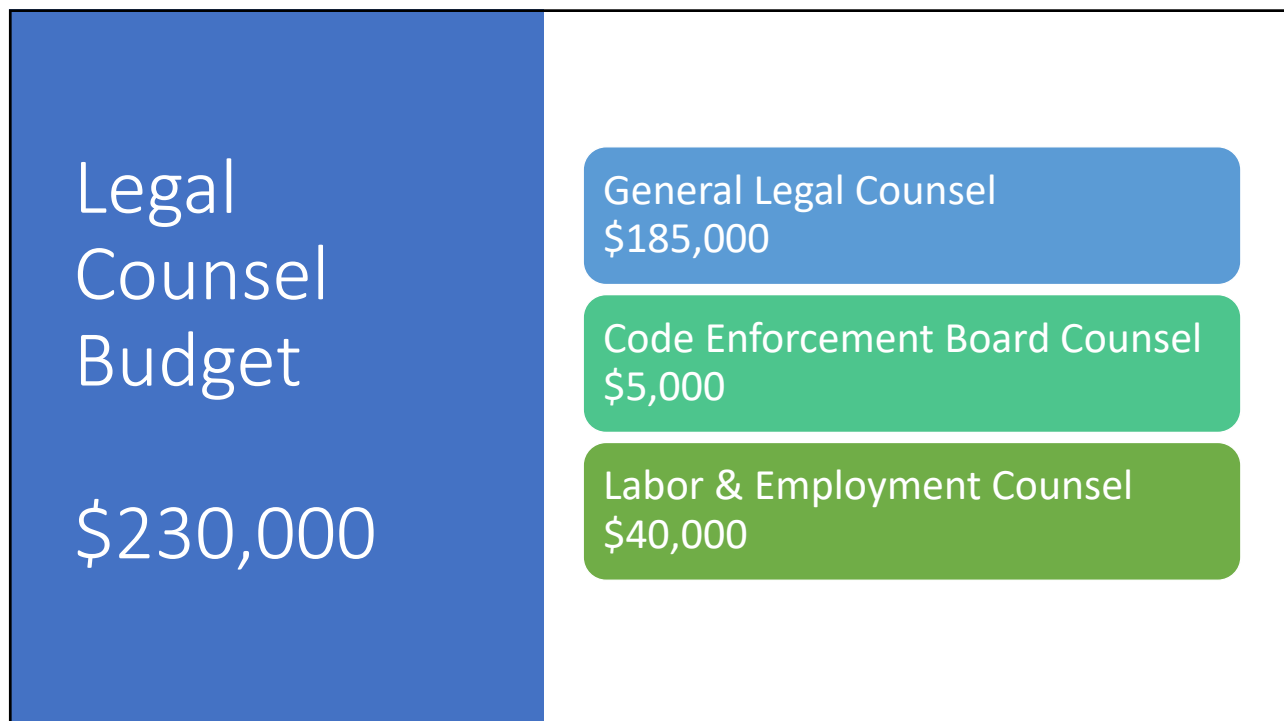 Legal
Counsel
Budget
$230,000
General Legal Counsel
$185,000
Code Enforcement Board Counsel
$5,000
Labor & Employment Counsel
$40,000